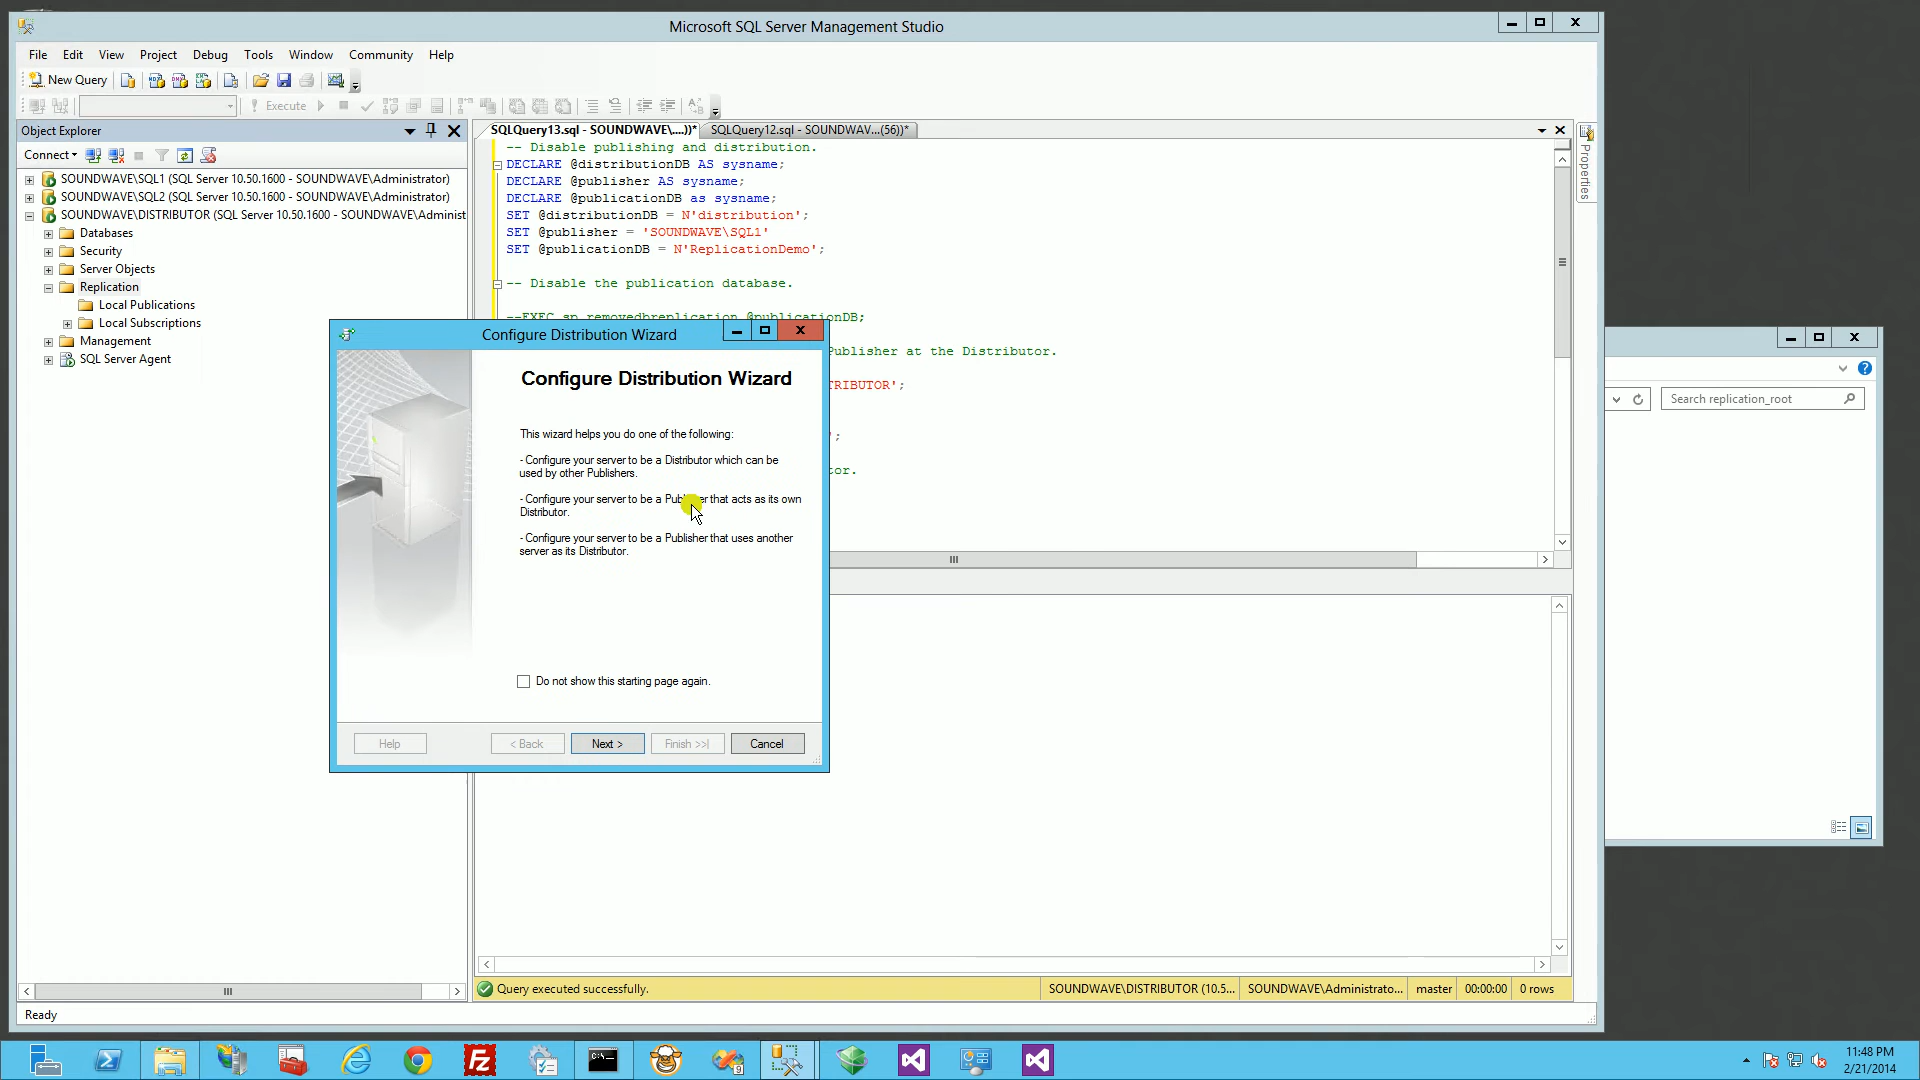 Microsoft SQL Server Management Studio
File Edit View Project Debug Tools Window Community Help
New Query
Execute
Object Explorer
Connect
SOUNDWAVE\SQL1 (SQL Server 10.50.1600 - SOUNDWAVE\Administrator)
SOUNDWAVE\SQL2 (SQL Server 10.50.1600 - SOUNDWAVE\Administrator)
SOUNDWAVE\DISTRIBUTOR (SQL Server 10.50.1600 - SOUNDWAVE\Administ
Databases
Security
Server Objects
Replication
Local Publications
Local Subscriptions
Management
SQL Server Agent
SQLQuery13.sql - SOUNDWAVE\....))* SQLQuery12.sql - SOUNDWAV...(56))*
-- Disable publishing and distribution.
DECLARE @distributionDB AS sysname;
DECLARE @publisher AS sysname;
DECLARE @publicationDB as sysname;
SET @distributionDB = N'distribution';
SET @publisher = 'SOUNDWAVE\SQL1'
SET @publicationDB = N'ReplicationDemo';
-- Disable the publication database.
--EXEC sp_removedbreplication @publicationDB;
Publisher at the Distributor.
TRIBUTOR';
';
tor.
Properties
Configure Distribution Wizard
Configure Distribution Wizard
This wizard helps you do one of the following:
- Configure your server to be a Distributor which can be
used by other Publishers.
- Configure your server to be a Publisher that acts as its own
Distributor.
- Configure your server to be a Publisher that uses another
server as its Distributor.
Do not show this starting page again.
Help < Back Next > Finish >>| Cancel
Search replication_root
Query executed successfully. SOUNDWAVE\DISTRIBUTOR (10.5... SOUNDWAVE\Administrato... master 00:00:00 0 rows
Ready
11:48 PM
2/21/2014